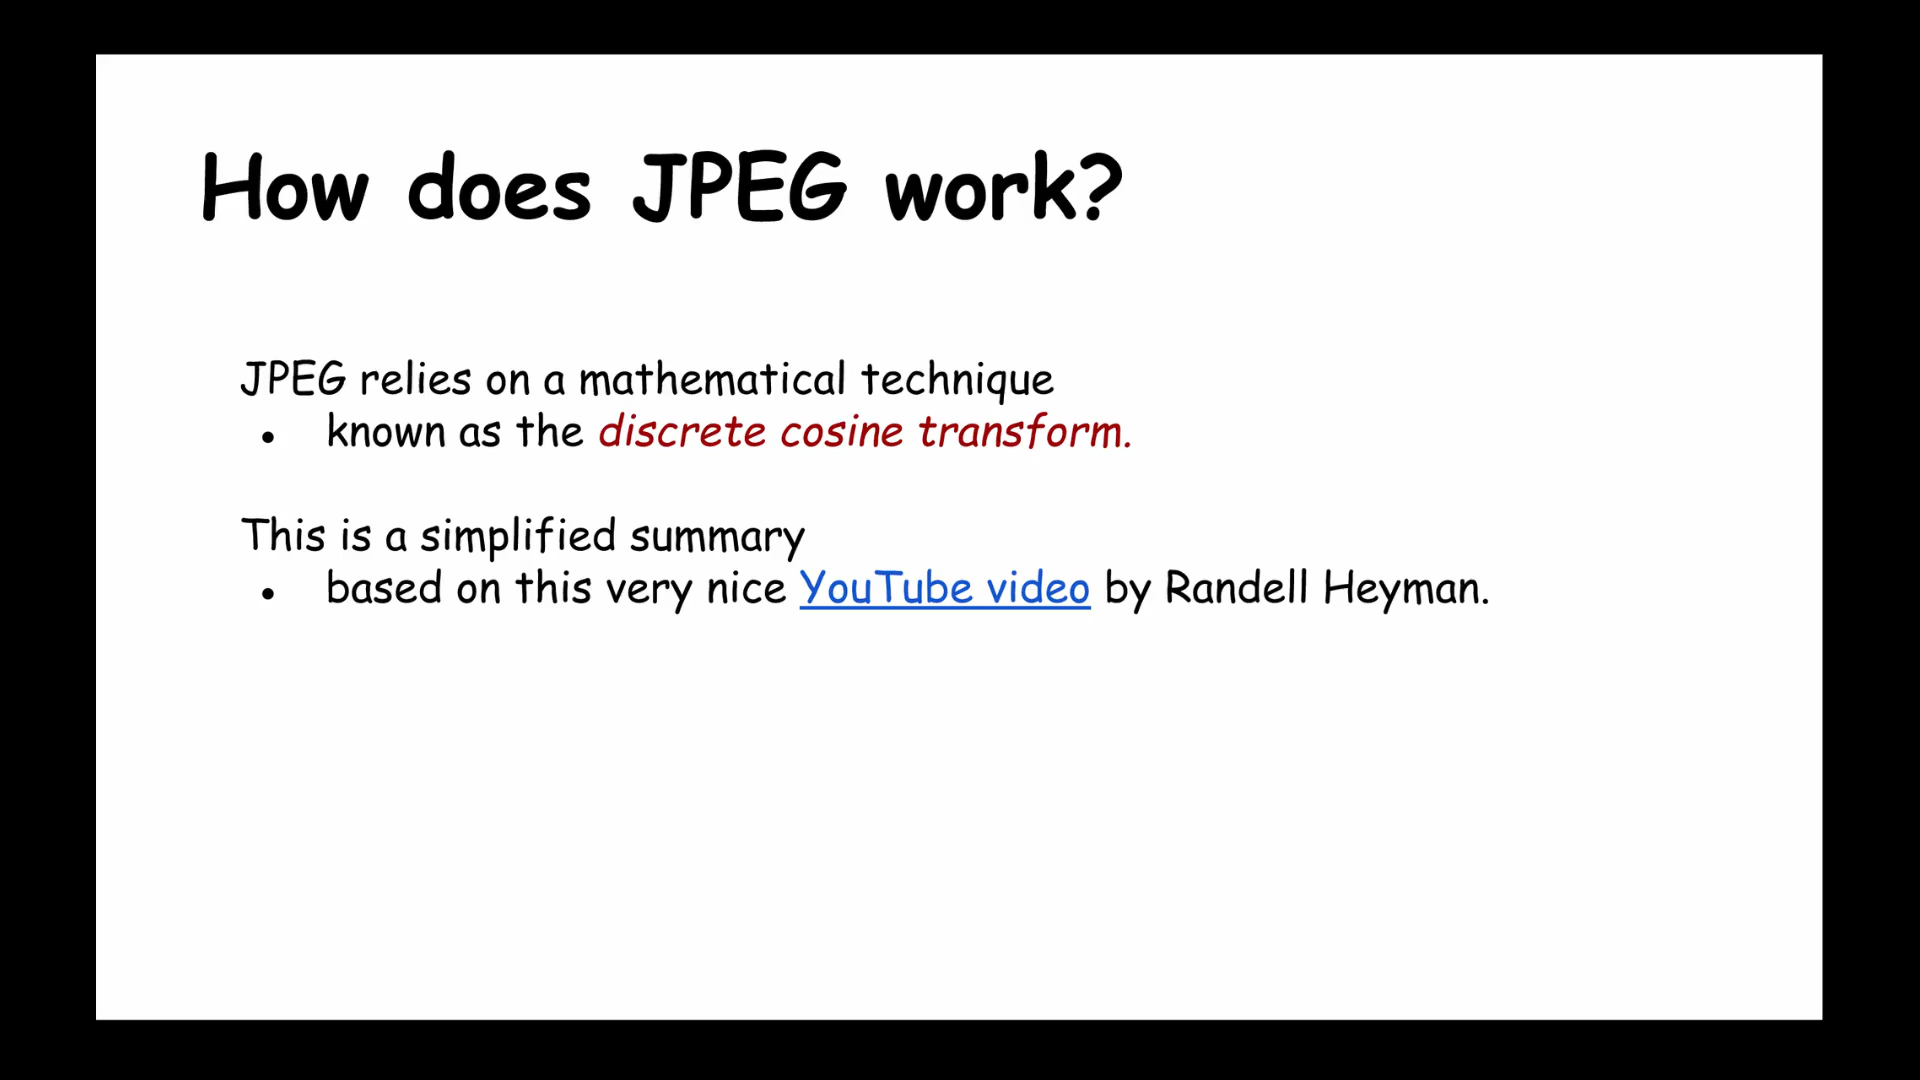 How does JPEG work?
JPEG relies on a mathematical technique
● known as the discrete cosine transform.
This is a simplified summary
● based on this very nice YouTube video by Randell Heyman.